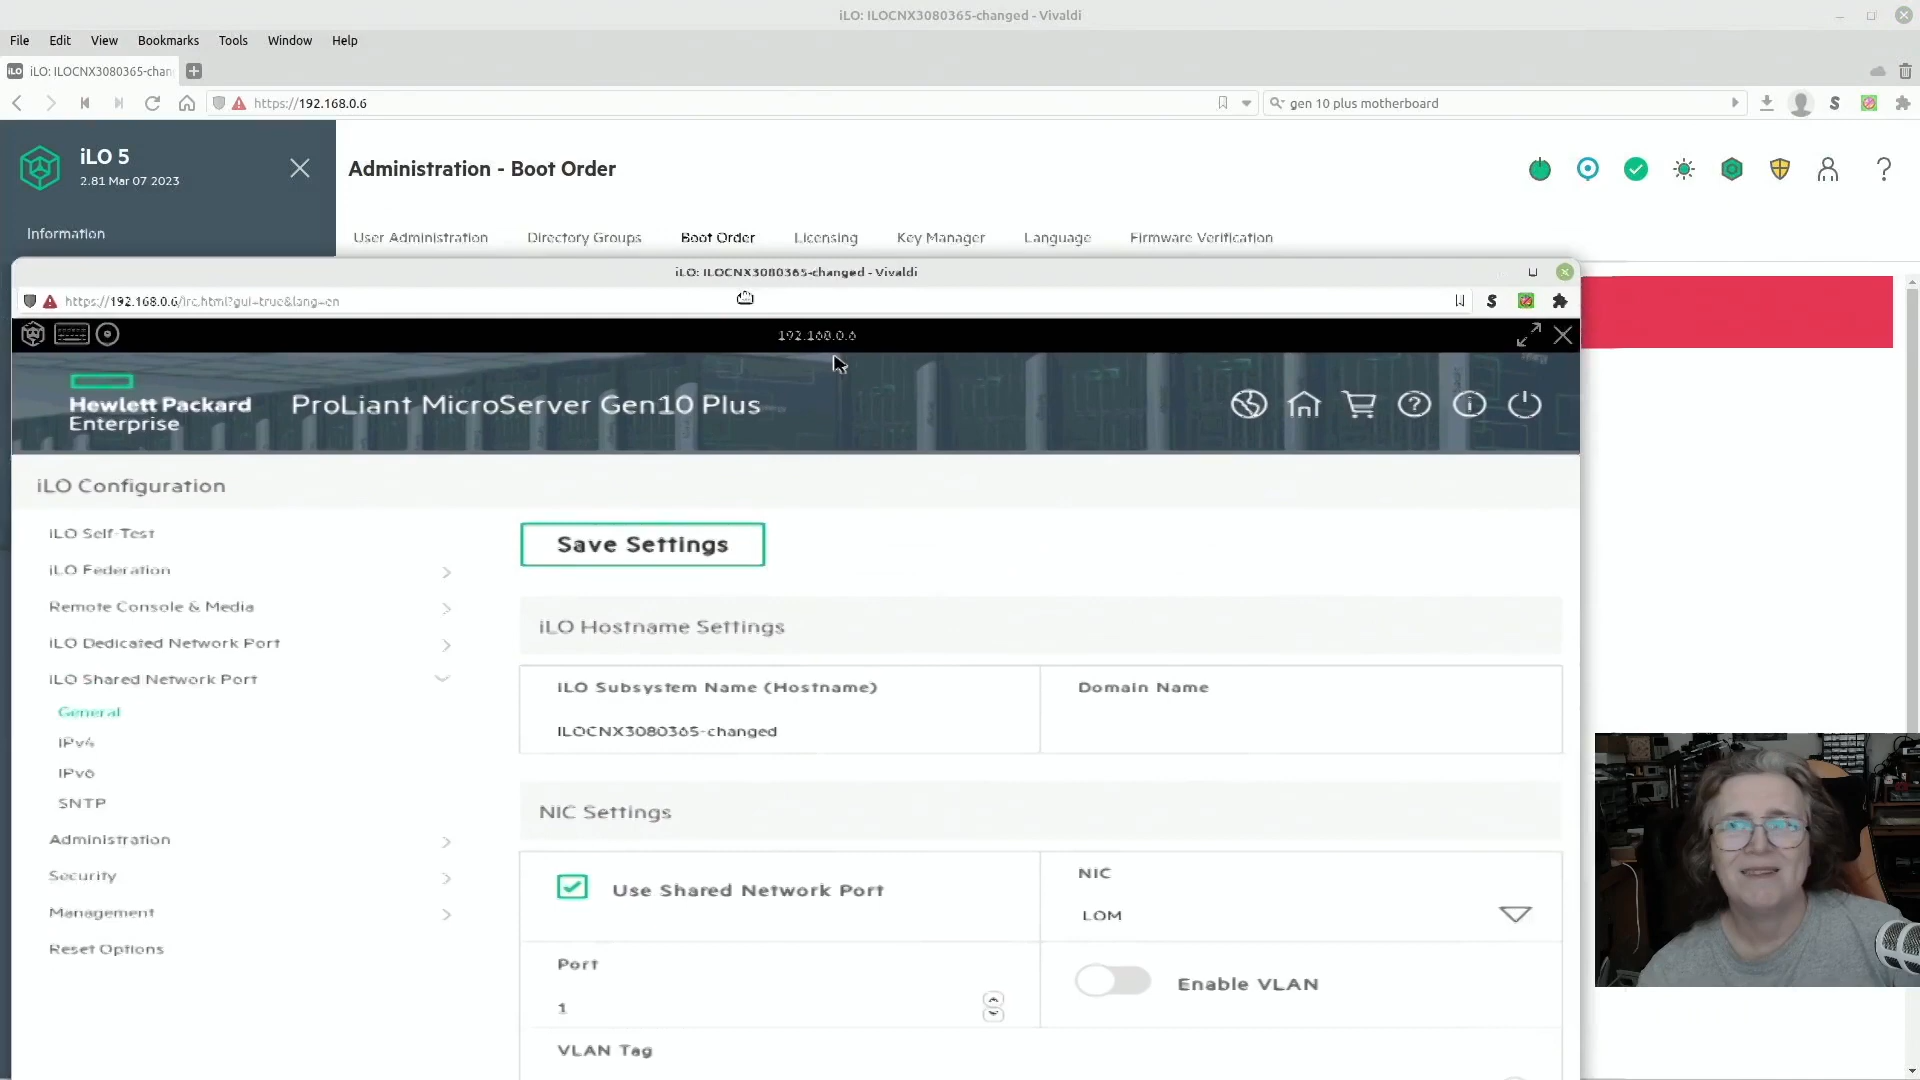 iLO: ILOCNX3080365-changed - Vivaldi
File Edit View Bookmarks Tools Window Help
iLO iLO: ILOCNX3080365-chan
https://192.168.0.6
gen 10 plus motherboard
S
iLO 5
2.81 Mar 07 2023
Administration - Boot Order
?
Information
User Administration Directory Groups Boot Order Licensing Key Manager Language Firmware Verification
iLO: ILOCNX3080365-changed - Vivaldi
https://192.168.0.6/irc.html?gui=true&lang=en
S
192.168.0.6
Hewlett Packard
Enterprise
ProLiant MicroServer Gen10 Plus
iLO Configuration
iLO Self-Test
iLO Federation
Remote Console & Media
iLO Dedicated Network Port
iLO Shared Network Port
General
IPv4
IPv6
SNTP
Administration
Security
Management
Reset Options
Save Settings
iLO Hostname Settings
iLO Subsystem Name (Hostname)
ILOCNX3080365-changed
Domain Name
NIC Settings
Use Shared Network Port
NIC
LOM
Port
1
Enable VLAN
VLAN Tag